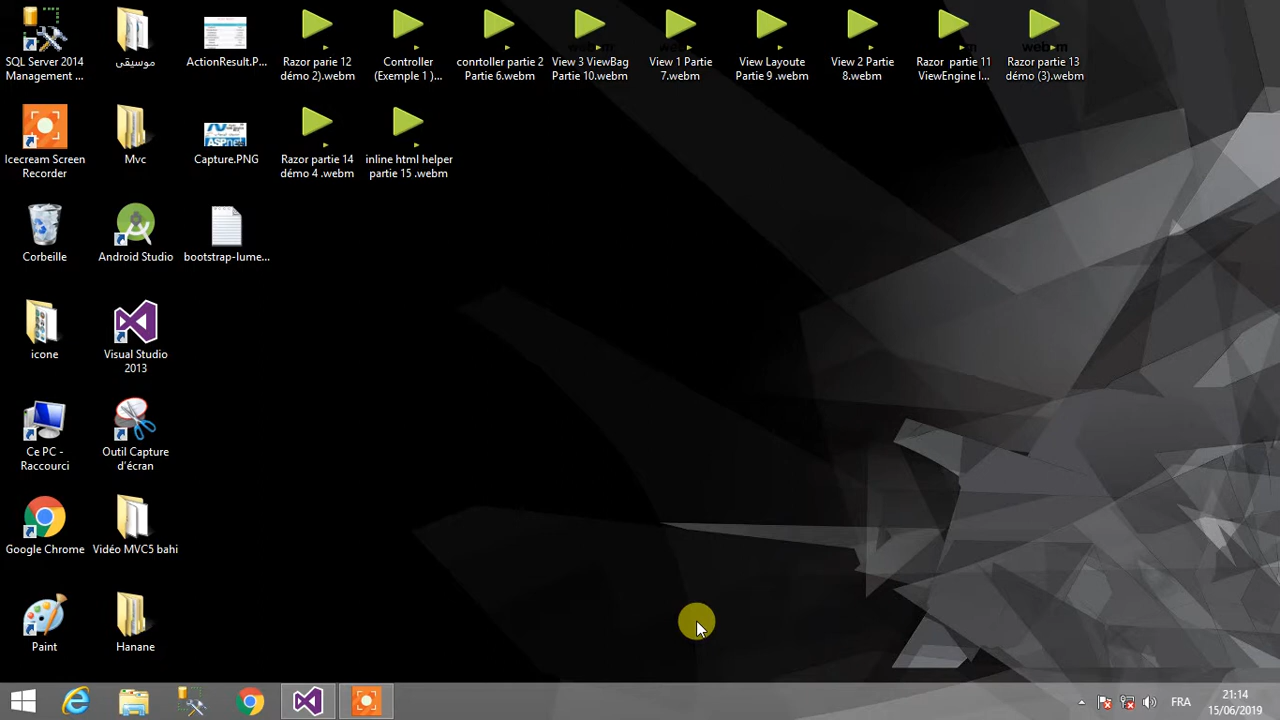 SQL Server 2014
Management ...
موسيقى
ActionResult.P...
Razor parie 12
démo 2).webm
Controller
(Exemple 1 )...
controller partie 2
Partie 6.webm
View 3 ViewBag
Partie 10.webm
View 1 Partie
7.webm
View Layoute
Partie 9 .webm
View 2 Partie
8.webm
Razor partie 11
ViewEngine I...
Razor partie 13
démo (3).webm
Icecream Screen
Recorder
Mvc
ASP.net
Capture.PNG
Razor partie 14
démo 4 .webm
inline html helper
partie 15 .webm
Corbeille
Android Studio
bootstrap-lume...
icone
Visual Studio
2013
Ce PC -
Raccourci
Outil Capture
d'écran
Google Chrome
Vidéo MVC5 bahi
Paint
Hanane
FRA
21:14
15/06/2019